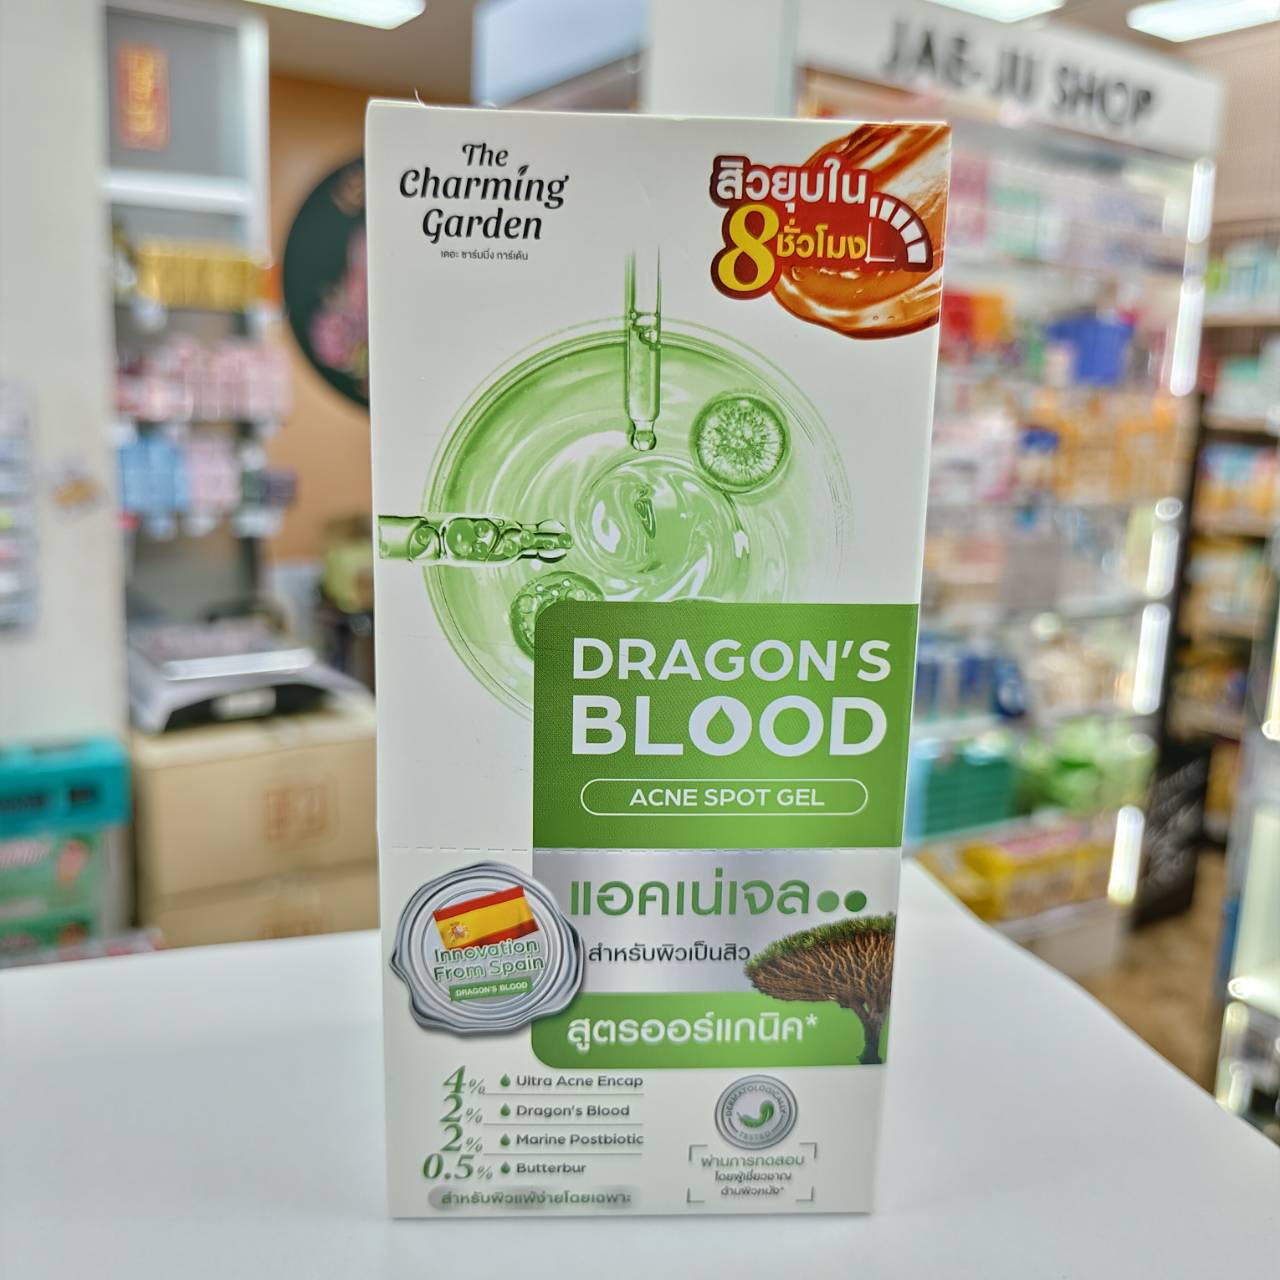 JAE-JU SHOP
The
Charming
Garden
เดอะ ชาร์มมิ่ง การ์เด้น
สิวยุบใน
8 ชั่วโมง
DRAGON'S
BLOOD
ACNE SPOT GEL
แอคเน่เจล
สำหรับผิวเป็นสิว
สูตรออร์แกนิค*
Innovation
From Spain
DRAGON'S BLOOD
4% Ultra Acne Encap
2% Dragon's Blood
2% Marine Postbiotic
0.5% Butterbur
สำหรับผิวแพ้ง่ายโดยเฉพาะ
DERMATOLOGICALLY
TESTED
ผ่านการทดสอบ
โดยผู้เชี่ยวชาญ
ด้านผิวหนัง*